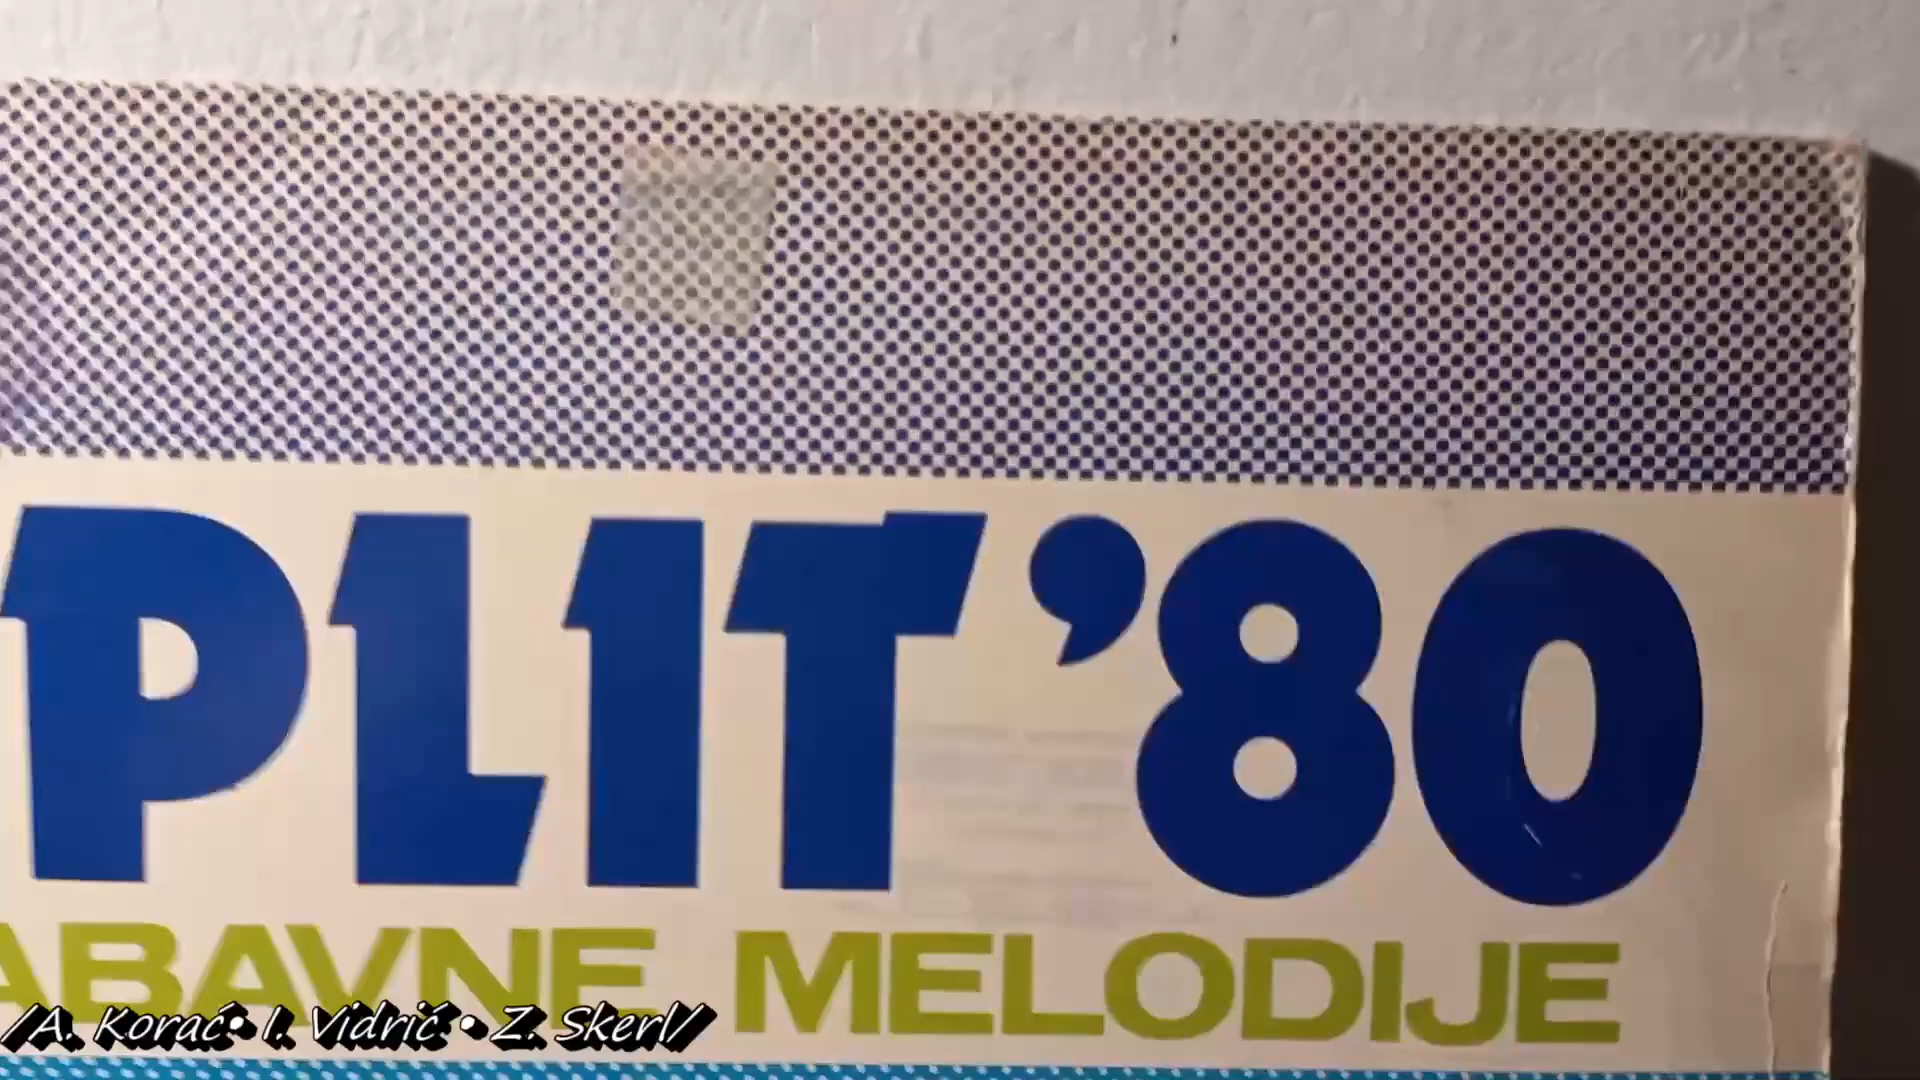 PLIT '80
ABAVNE MELODIJE
/A. Korać • I. Vidrić • Z. Skerl/